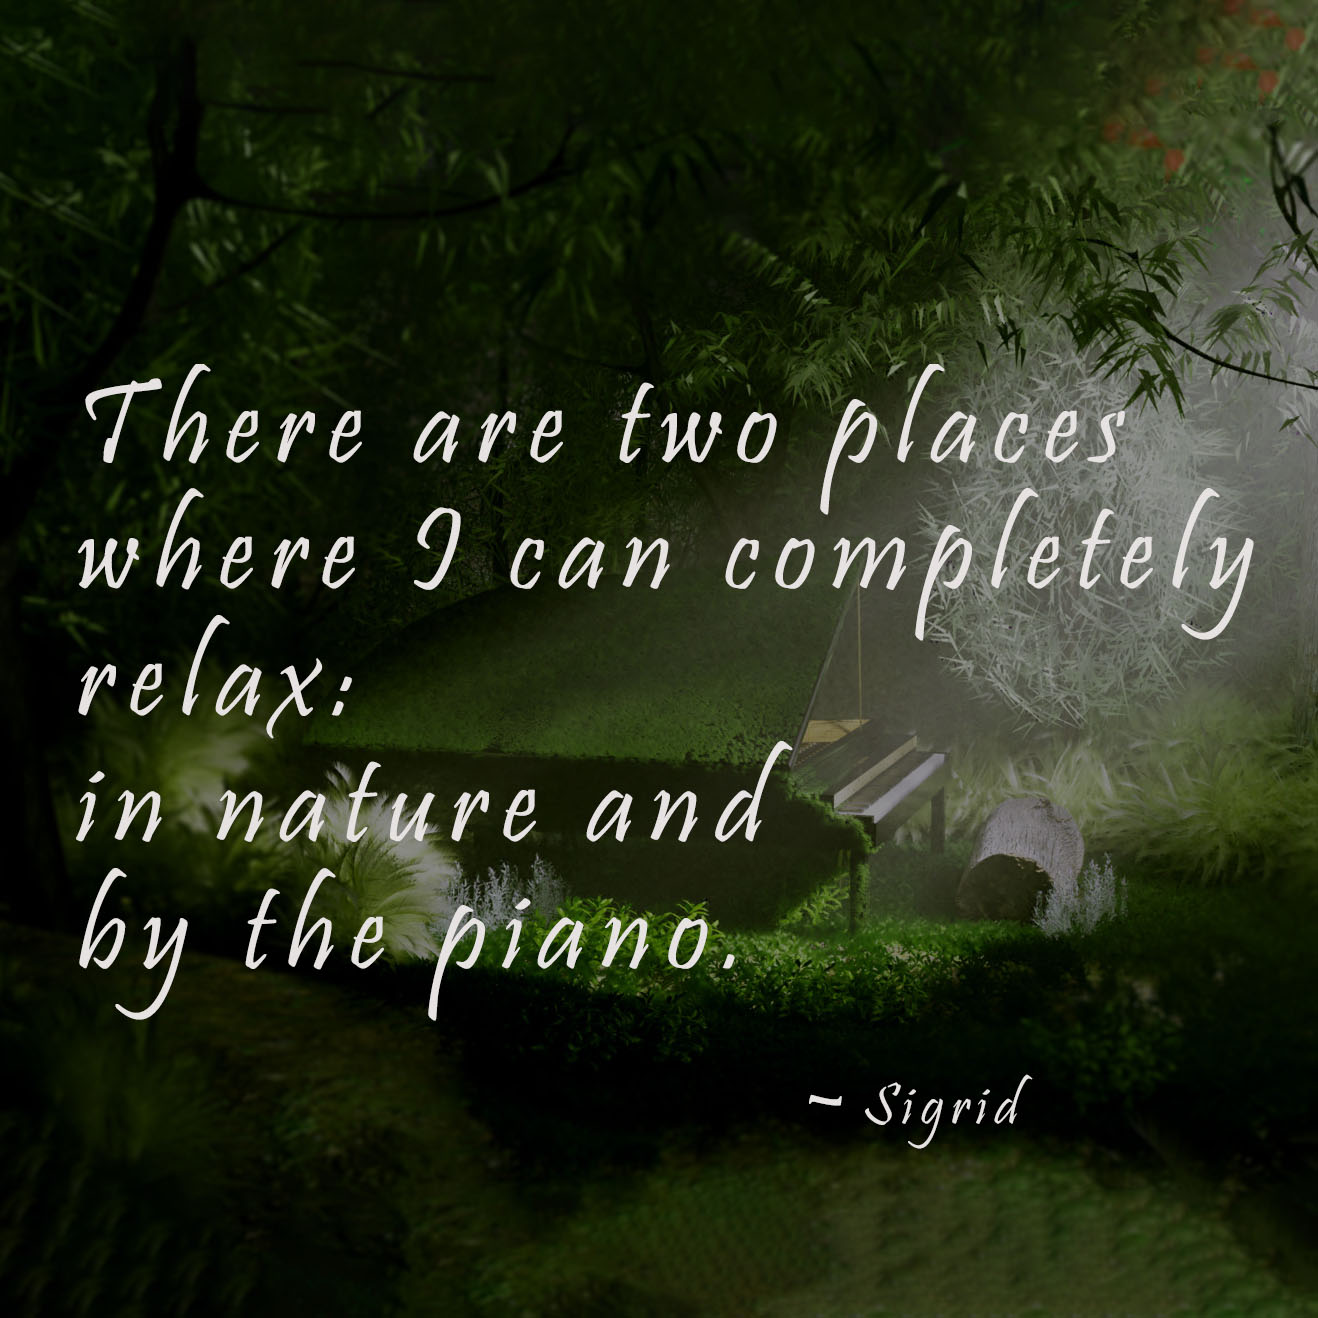 There are two places
where I can completely
relax:
in nature and
by the piano.
~ Sigrid